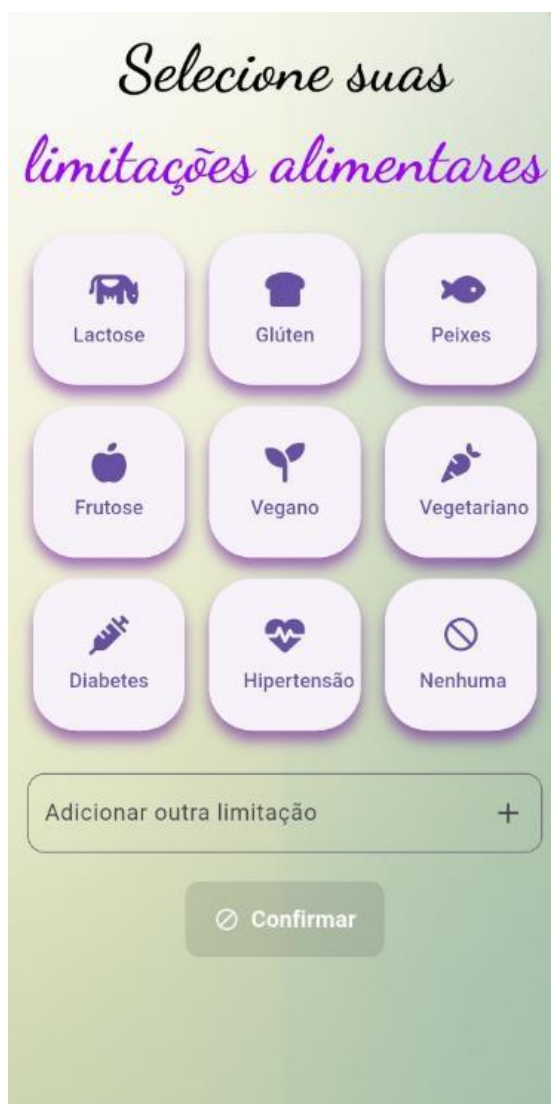 Selecione suas
limitações alimentares
Lactose
Glúten
Peixes
Frutose
Vegano
Vegetariano
Diabetes
Hipertensão
Nenhuma
Adicionar outra limitação +
Confirmar